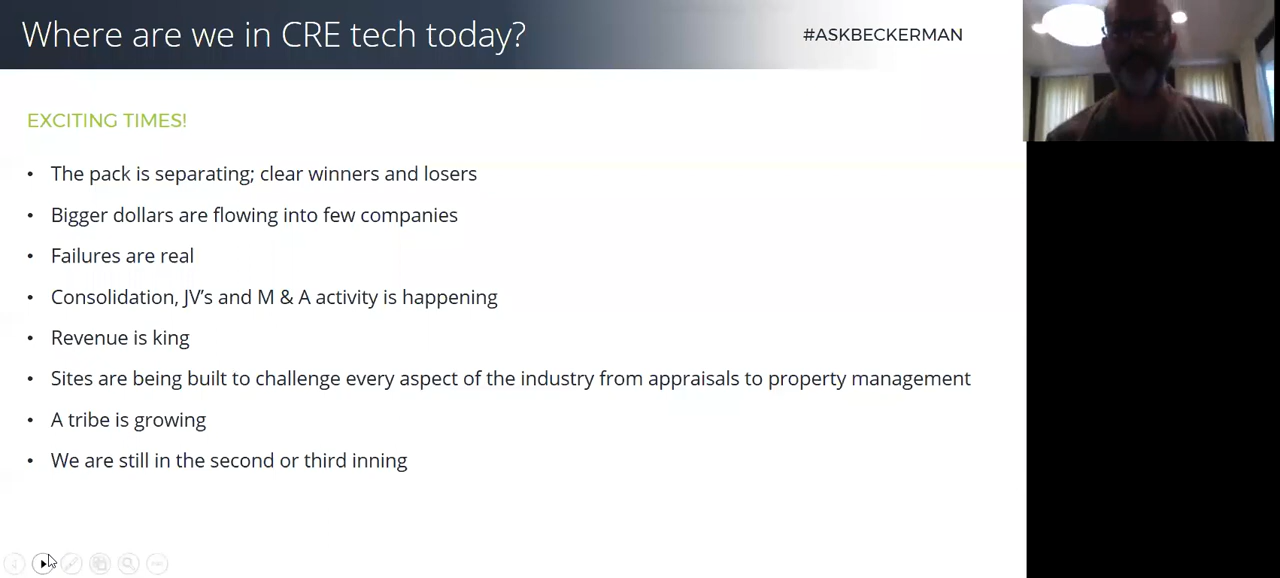 Where are we in CRE tech today?
#ASKBECKERMAN
EXCITING TIMES!
• The pack is separating; clear winners and losers
• Bigger dollars are flowing into few companies
• Failures are real
• Consolidation, JV's and M & A activity is happening
• Revenue is king
• Sites are being built to challenge every aspect of the industry from appraisals to property management
• A tribe is growing
• We are still in the second or third inning